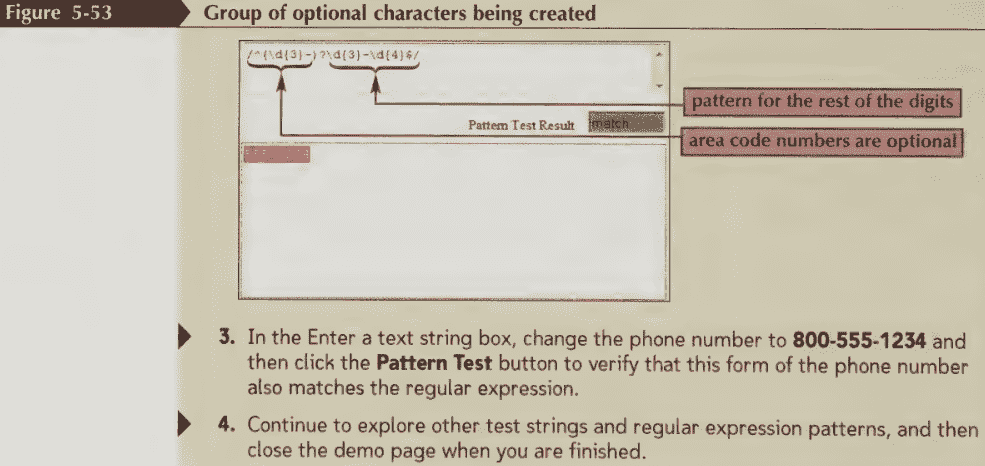 Figure 5-53
Group of optional characters being created
/^(\d{3}-)?\d{3}-\d{4}$/
pattern for the rest of the digits
Pattern Test Result match
area code numbers are optional
3. In the Enter a text string box, change the phone number to 800-555-1234 and
then click the Pattern Test button to verify that this form of the phone number
also matches the regular expression.
4. Continue to explore other test strings and regular expression patterns, and then
close the demo page when you are finished.